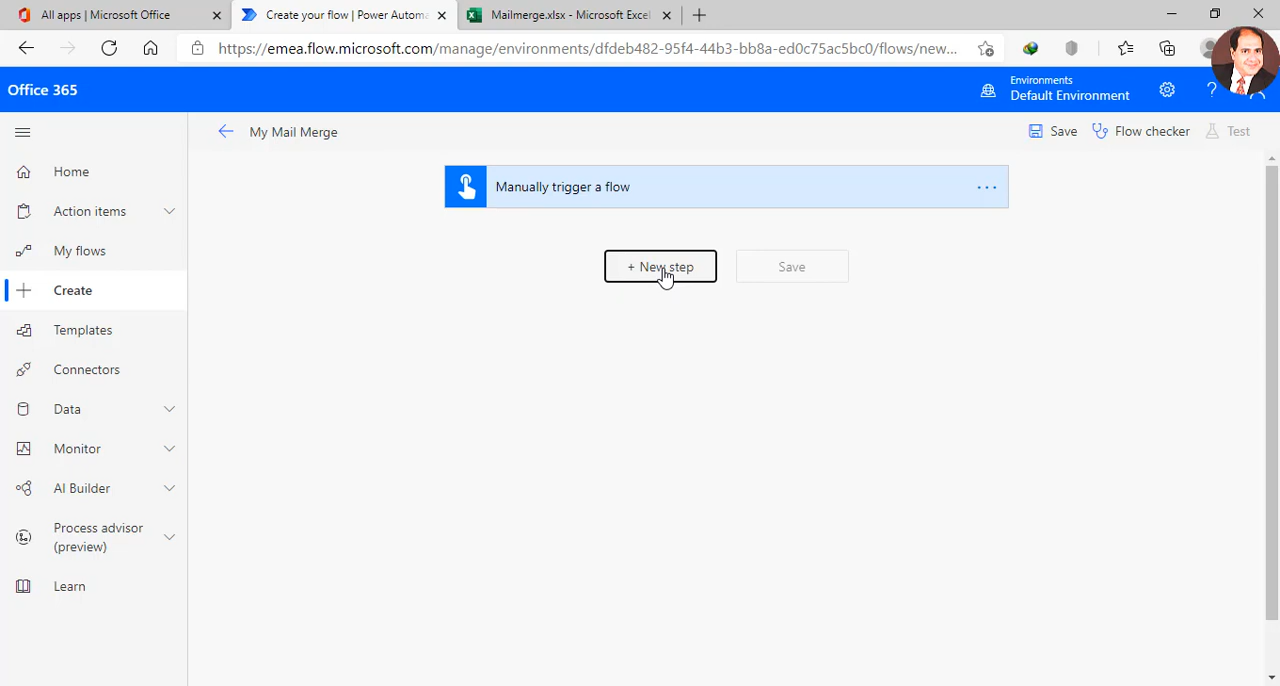 All apps | Microsoft Office
Create your flow | Power Automa
Mailmerge.xlsx - Microsoft Excel
https://emea.flow.microsoft.com/manage/environments/dfdeb482-95f4-44b3-bb8a-ed0c75ac5bc0/flows/new...
Office 365
Environments
Default Environment
?
My Mail Merge
Save
Flow checker
Test
Manually trigger a flow
...
+ New step
Save
Home
Action items
My flows
Create
Templates
Connectors
Data
Monitor
AI Builder
Process advisor
(preview)
Learn